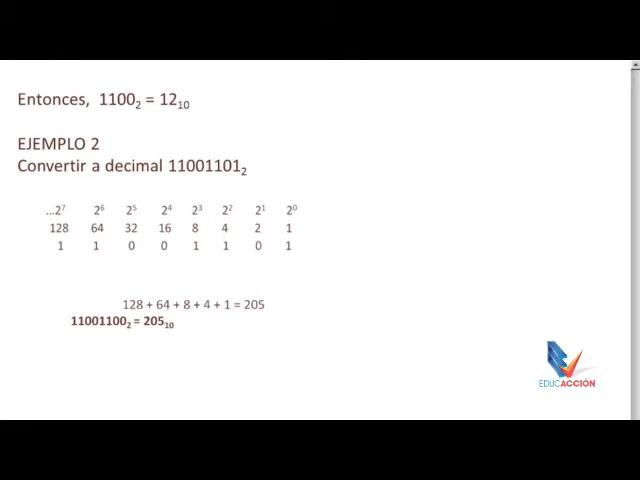 Entonces, 1100₂ = 12₁₀
EJEMPLO 2
Convertir a decimal 11001101₂
...2⁷ 2⁶ 2⁵ 2⁴ 2³ 2² 2¹ 2⁰
128 64 32 16 8 4 2 1
1 1 0 0 1 1 0 1
128 + 64 + 8 + 4 + 1 = 205
11001100₂ = 205₁₀
EDUCACCIÓN